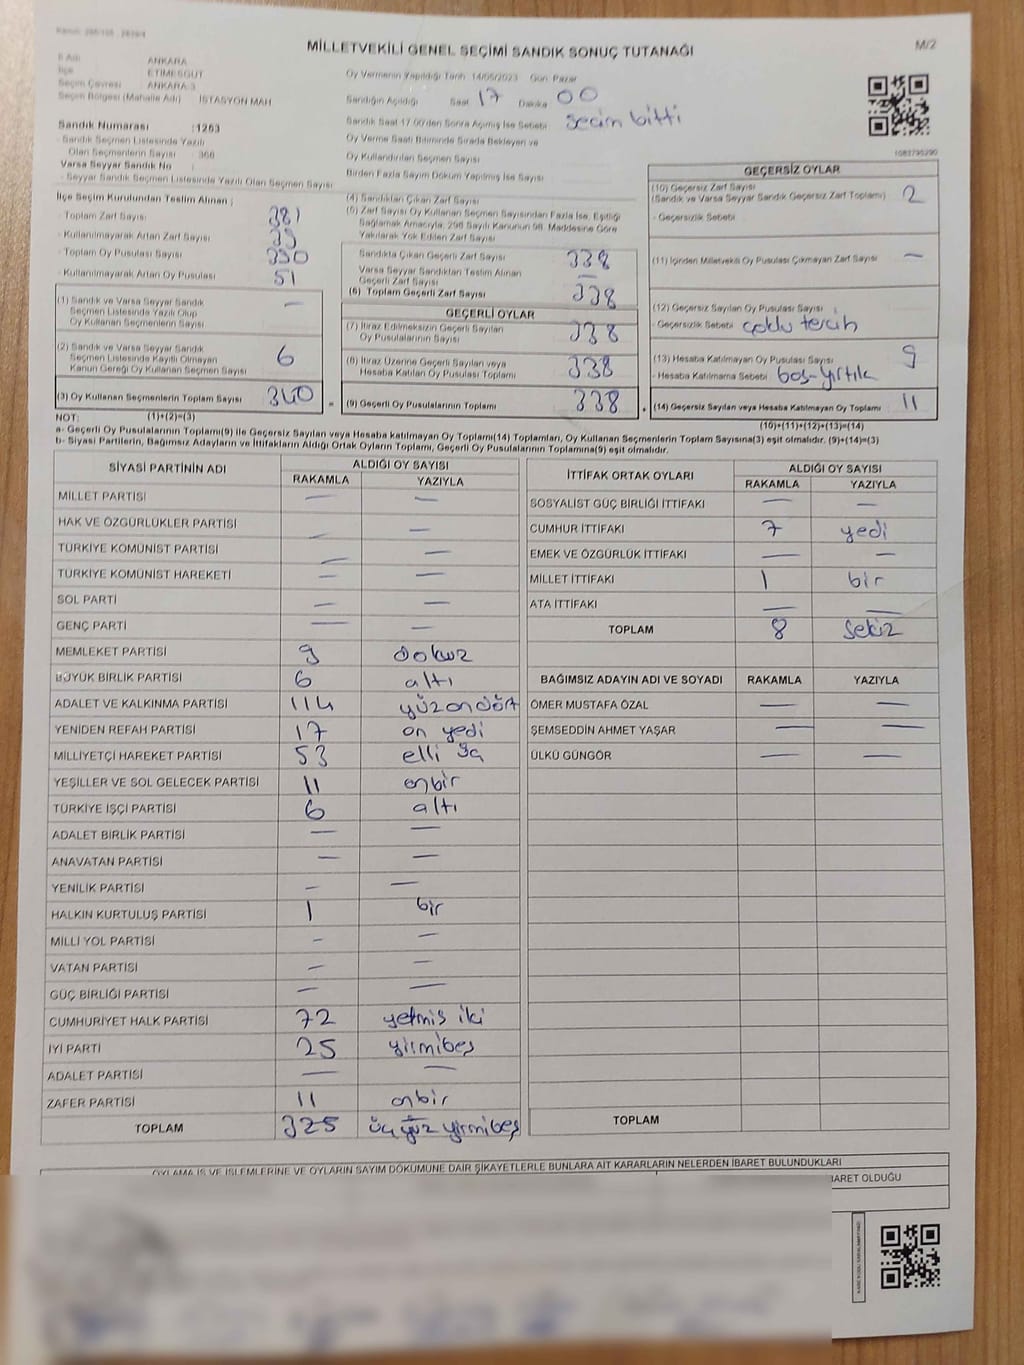 MİLLETVEKİLİ GENEL SEÇİMİ SANDIK SONUÇ TUTANAĞI
M/2
İl Adı ANKARA
İlçe ETİMESGUT
Seçim Çevresi : ANKARA 3
Seçim Bölgesi (Mahalle Adı) İSTASYON MAH
Oy Vermenin Yapıldığı Tarih 14/05/2023 Gün Pazar
Sandığın Açıldığı Saat 17 Dakika 00
Sandık Saat 17.00'den Sonra Açılmış İse Sebebi secim bitti
Oy Verme Saati Bitiminde Sırada Bekleyen ve
Oy Kullandırılan Seçmen Sayısı
Birden Fazla Sayım Döküm Yapılmış İse Sayısı
Sandık Numarası :1263
Sandık Seçmen Listesinde Yazılı
Olan Seçmenlerin Sayısı : 366
Varsa Seyyar Sandık No :
- Seyyar Sandık Seçmen Listesinde Yazılı Olan Seçmen Sayısı
İlçe Seçim Kurulundan Teslim Alınan ;
- Toplam Zarf Sayısı 381
- Kullanılmayarak Artan Zarf Sayısı
- Toplam Oy Pusulası Sayısı
- Kullanılmayarak Artan Oy Pusulası 51
(1) Sandık ve Varsa Seyyar Sandık
Seçmen Listesinde Yazılı Olup
Oy Kullanan Seçmenlerin Sayısı —
(2) Sandık ve Varsa Seyyar Sandık
Seçmen Listesinde Kayıtlı Olmayan
Kanun Gereği Oy Kullanan Seçmen Sayısı 6
(3) Oy Kullanan Seçmenlerin Toplam Sayısı 340
(4) Sandıktan Çıkan Zarf Sayısı
(5) Zarf Sayısı Oy Kullanan Seçmen Sayısından Fazla İse, Eşitliği
Sağlamak Amacıyla, 298 Sayılı Kanunun 98. Maddesine Göre
Yakılarak Yok Edilen Zarf Sayısı
Sandıkta Çıkan Geçerli Zarf Sayısı 338
Varsa Seyyar Sandıktan Teslim Alınan
Geçerli Zarf Sayısı —
(6) Toplam Geçerli Zarf Sayısı 338
GEÇERLİ OYLAR
(7) İtiraz Edilmeksizin Geçerli Sayılan
Oy Pusulalarının Sayısı 338
(8) İtiraz Üzerine Geçerli Sayılan veya
Hesaba Katılan Oy Pusulası Toplamı 338
(9) Geçerli Oy Pusulalarının Toplamı 338
1083795290
GEÇERSİZ OYLAR
(10) Geçersiz Zarf Sayısı
(Sandık ve Varsa Seyyar Sandık Geçersiz Zarf Toplamı) 2
- Geçersizlik Sebebi
(11) İçinden Milletvekili Oy Pusulası Çıkmayan Zarf Sayısı —
(12) Geçersiz Sayılan Oy Pusulası Sayısı
- Geçersizlik Sebebi çoklu tercih
(13) Hesaba Katılmayan Oy Pusulası Sayısı 9
- Hesaba Katılmama Sebebi boş-yırtık
(14) Geçersiz Sayılan veya Hesaba Katılmayan Oy Toplamı 11
NOT: (1)+(2)=(3)
(10)+(11)+(12)+(13)=(14)
a- Geçerli Oy Pusulalarının Toplamı(9) ile Geçersiz Sayılan veya Hesaba katılmayan Oy Toplamı(14) Toplamları, Oy Kullanan Seçmenlerin Toplam Sayısına(3) eşit olmalıdır. (9)+(14)=(3)
b- Siyasi Partilerin, Bağımsız Adayların ve İttifakların Aldığı Ortak Oyların Toplamı, Geçerli Oy Pusulalarının Toplamına(9) eşit olmalıdır.
SİYASİ PARTİNİN ADI ALDIĞI OY SAYISI
RAKAMLA YAZIYLA
MİLLET PARTİSİ — —
HAK VE ÖZGÜRLÜKLER PARTİSİ — —
TÜRKİYE KOMÜNİST PARTİSİ — —
TÜRKİYE KOMÜNİST HAREKETİ — —
SOL PARTİ — —
GENÇ PARTİ — —
MEMLEKET PARTİSİ 9 dokuz
BÜYÜK BİRLİK PARTİSİ 6 altı
ADALET VE KALKINMA PARTİSİ 114 yüzondört
YENİDEN REFAH PARTİSİ 17 on yedi
MİLLİYETÇİ HAREKET PARTİSİ 53 elli üç
YEŞİLLER VE SOL GELECEK PARTİSİ 11 onbir
TÜRKİYE İŞÇİ PARTİSİ 6 altı
ADALET BİRLİK PARTİSİ — —
ANAVATAN PARTİSİ — —
YENİLİK PARTİSİ — —
HALKIN KURTULUŞ PARTİSİ 1 bir
MİLLİ YOL PARTİSİ — —
VATAN PARTİSİ — —
GÜÇ BİRLİĞİ PARTİSİ — —
CUMHURİYET HALK PARTİSİ 72 yetmiş iki
İYİ PARTİ 25 yirmibeş
ADALET PARTİSİ — —
ZAFER PARTİSİ 11 onbir
TOPLAM 325 üçyüz yirmibeş
İTTİFAK ORTAK OYLARI ALDIĞI OY SAYISI
RAKAMLA YAZIYLA
SOSYALİST GÜÇ BİRLİĞİ İTTİFAKI — —
CUMHUR İTTİFAKI 7 yedi
EMEK VE ÖZGÜRLÜK İTTİFAKI — —
MİLLET İTTİFAKI 1 bir
ATA İTTİFAKI — —
TOPLAM 8 sekiz
BAĞIMSIZ ADAYIN ADI VE SOYADI RAKAMLA YAZIYLA
ÖMER MUSTAFA ÖZAL — —
ŞEMSEDDİN AHMET YAŞAR — —
ÜLKÜ GÜNGÖR — —
TOPLAM
OYLAMA İŞ VE İŞLEMLERİNE VE OYLARIN SAYIM DÖKÜMÜNE DAİR ŞİKAYETLERLE BUNLARA AİT KARARLARIN NELERDEN İBARET BULUNDUKLARI
İBARET OLDUĞU